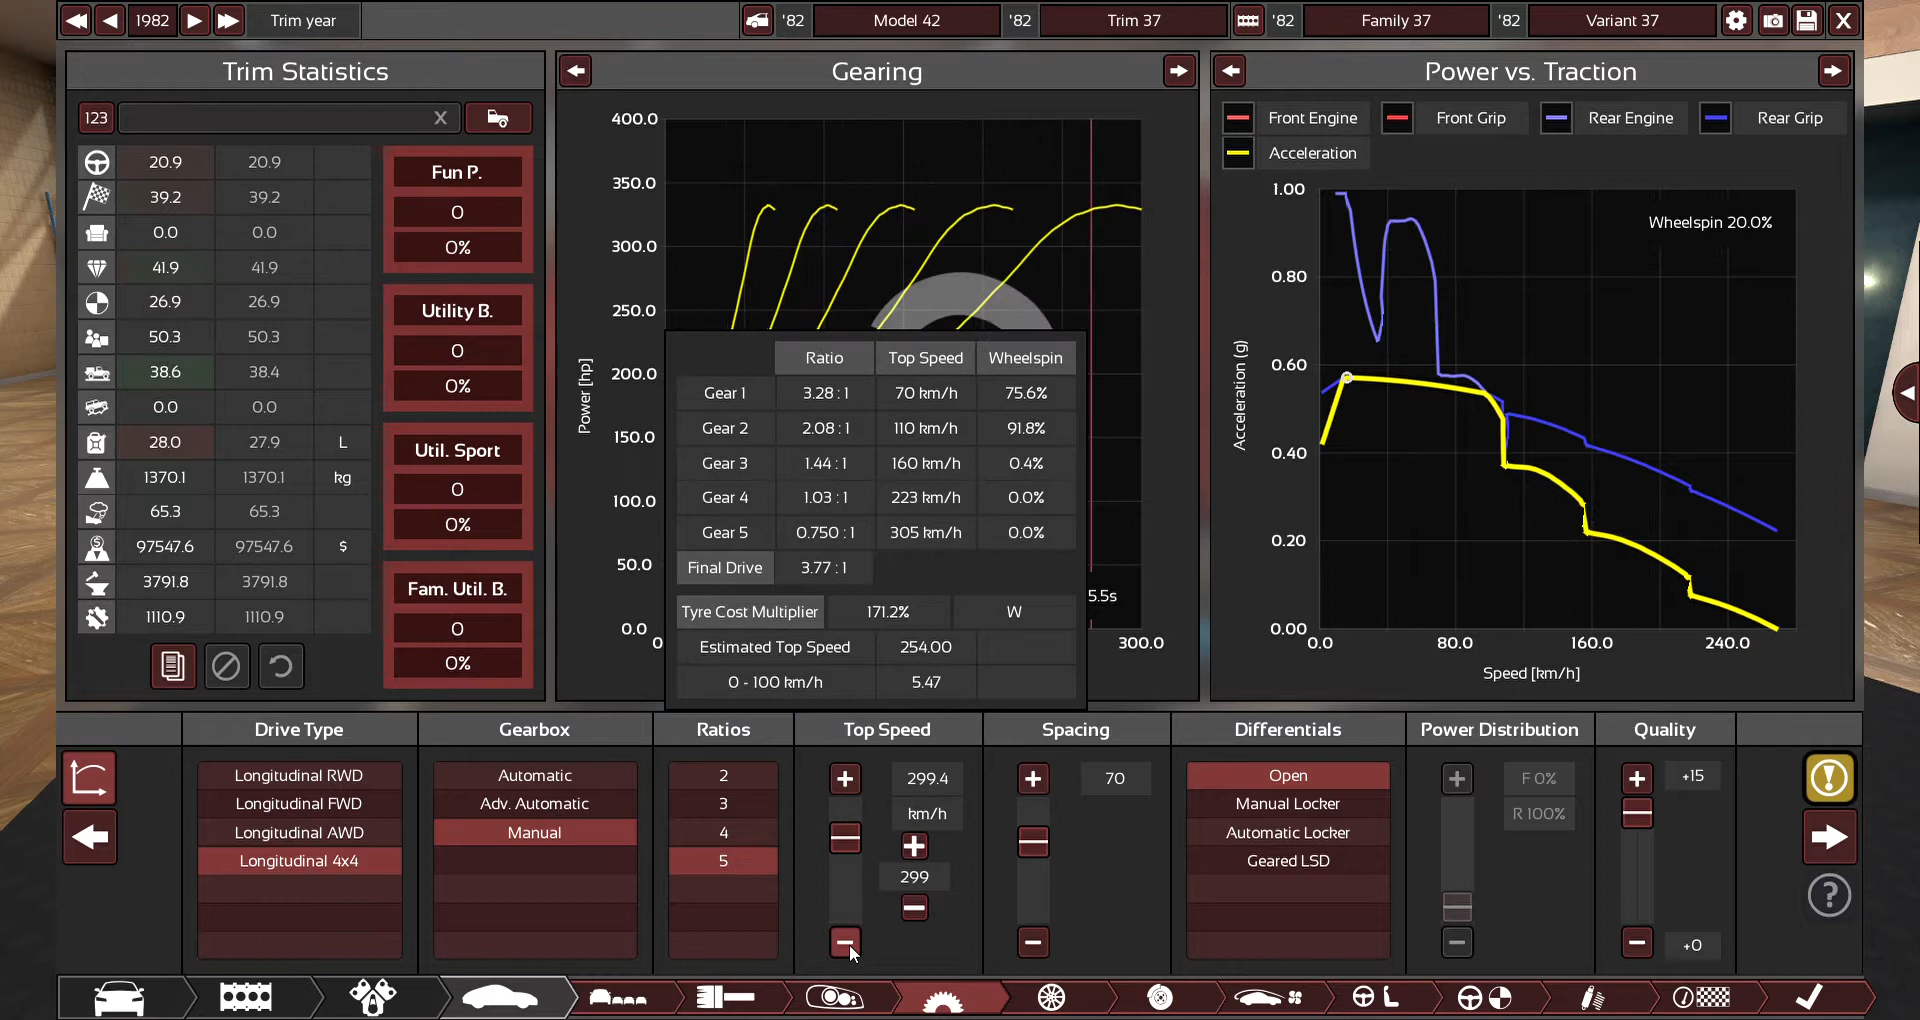 1982
Trim year
'82
Model 42
'82
Trim 37
'82
Family 37
'82
Variant 37
X
Trim Statistics
123
X
20.9 20.9
39.2 39.2
0.0 0.0
41.9 41.9
26.9 26.9
50.3 50.3
38.6 38.4
0.0 0.0
28.0 27.9 L
1370.1 1370.1 kg
65.3 65.3
97547.6 97547.6 $
3791.8 3791.8
1110.9 1110.9
Fun P.
0
0%
Utility B.
0
0%
Util. Sport
0
0%
Fam. Util. B.
0
0%
Gearing
400.0
350.0
300.0
250.0
200.0
150.0
100.0
50.0
0.0
Power [hp]
0
300.0
5.5s
Ratio Top Speed Wheelspin
Gear 1 3.28 : 1 70 km/h 75.6%
Gear 2 2.08 : 1 110 km/h 91.8%
Gear 3 1.44 : 1 160 km/h 0.4%
Gear 4 1.03 : 1 223 km/h 0.0%
Gear 5 0.750 : 1 305 km/h 0.0%
Final Drive 3.77 : 1
Tyre Cost Multiplier 171.2% W
Estimated Top Speed 254.00
0 - 100 km/h 5.47
Power vs. Traction
Front Engine Front Grip Rear Engine Rear Grip
Acceleration
Wheelspin 20.0%
1.00
0.80
0.60
0.40
0.20
0.00
Acceleration (g)
0.0 80.0 160.0 240.0
Speed [km/h]
Drive Type
Longitudinal RWD
Longitudinal FWD
Longitudinal AWD
Longitudinal 4x4
Gearbox
Automatic
Adv. Automatic
Manual
Ratios
2
3
4
5
Top Speed
299.4
km/h
299
Spacing
70
Differentials
Open
Manual Locker
Automatic Locker
Geared LSD
Power Distribution
F 0%
R 100%
Quality
+15
+0